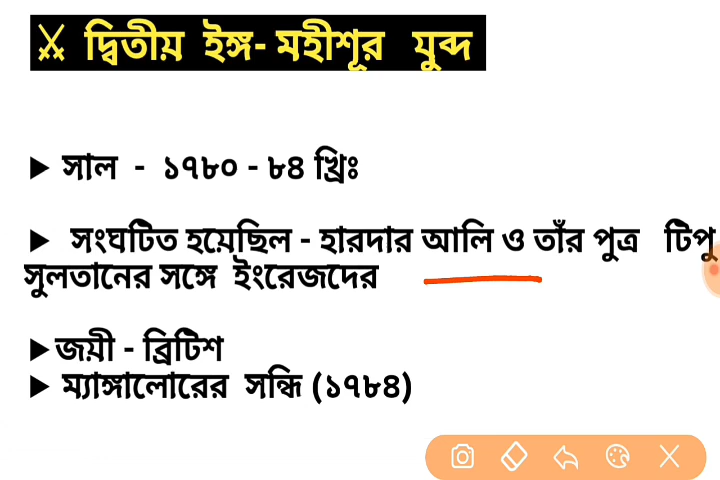 ⚔ দ্বিতীয় ইঙ্গ- মহীশূর যুব্দ
▶ সাল - ১৭৮০ - ৮৪ খ্রিঃ
▶ সংঘটিত হয়েছিল - হারদার আলি ও তাঁর পুত্র টিপু
সুলতানের সঙ্গে ইংরেজদের
▶ জয়ী - ব্রিটিশ
▶ ম্যাঙ্গালোরের সন্ধি (১৭৮৪)